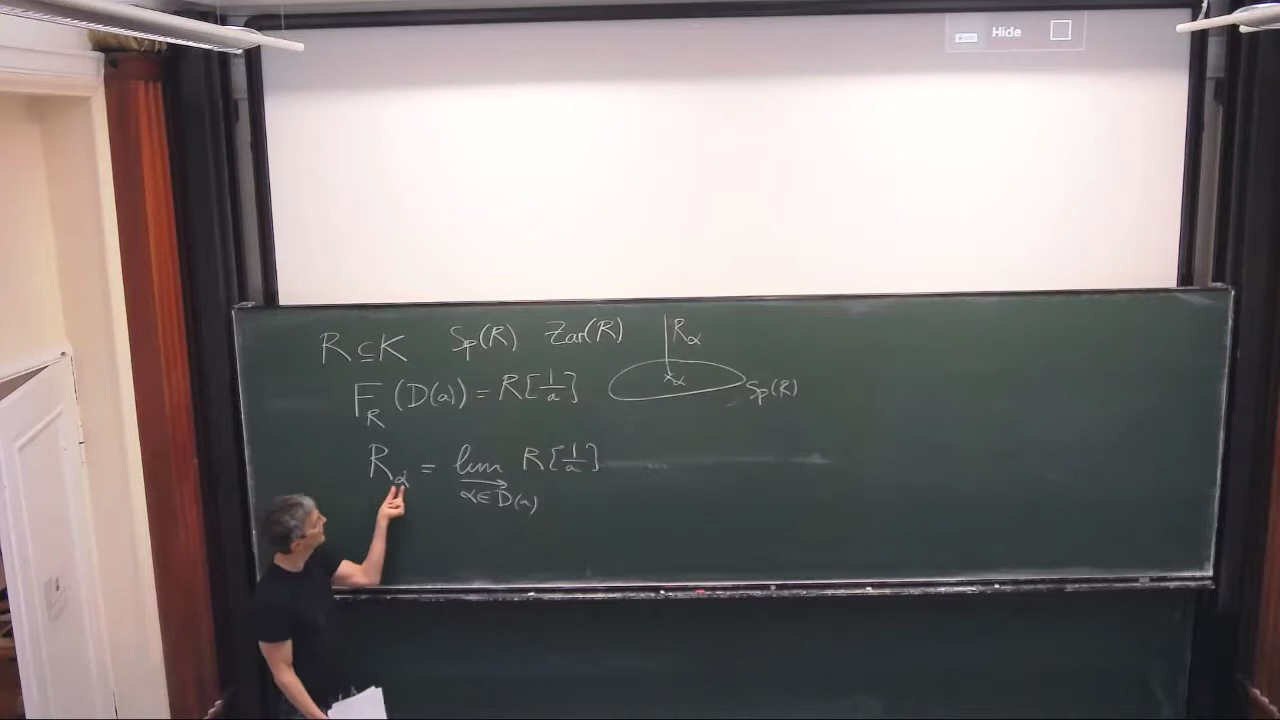 Hide
R ⊆ K Sp(R) Zar(R) R_α
F_R (D(a)) = R[1/a] α Sp(R)
R_α = lim R[1/a]
α ∈ D(a)